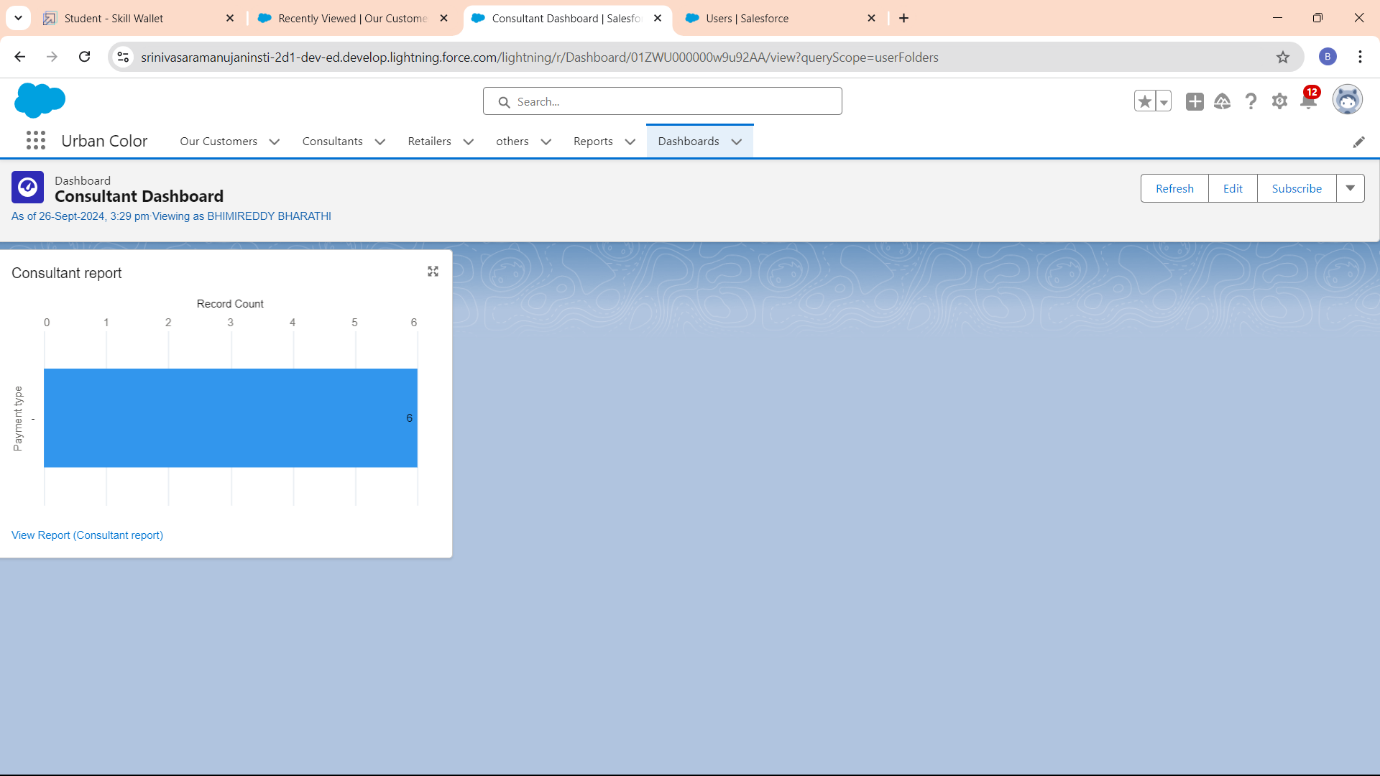 Student - Skill Wallet
Recently Viewed | Our Custome
Consultant Dashboard | Salesfo
Users | Salesforce
srinivasaramanujaninsti-2d1-dev-ed.develop.lightning.force.com/lightning/r/Dashboard/01ZWU000000w9u92AA/view?queryScope=userFolders
B
Search...
12
Urban Color
Our Customers
Consultants
Retailers
others
Reports
Dashboards
Dashboard
Consultant Dashboard
As of 26-Sept-2024, 3:29 pm·Viewing as BHIMIREDDY BHARATHI
Refresh
Edit
Subscribe
Consultant report
Record Count
0 1 2 3 4 5 6
Payment type
-
6
View Report (Consultant report)